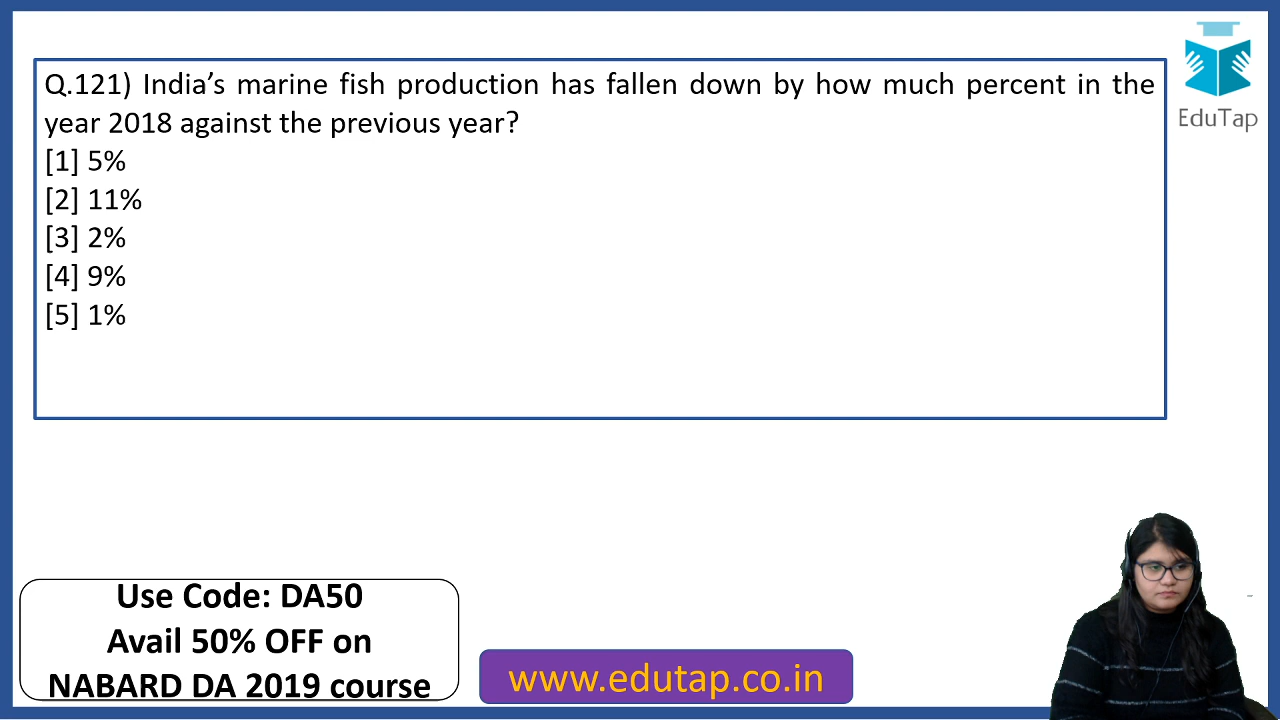 Q.121) India’s marine fish production has fallen down by how much percent in the
year 2018 against the previous year?
[1] 5%
[2] 11%
[3] 2%
[4] 9%
[5] 1%
EduTap
Use Code: DA50
Avail 50% OFF on
NABARD DA 2019 course
www.edutap.co.in